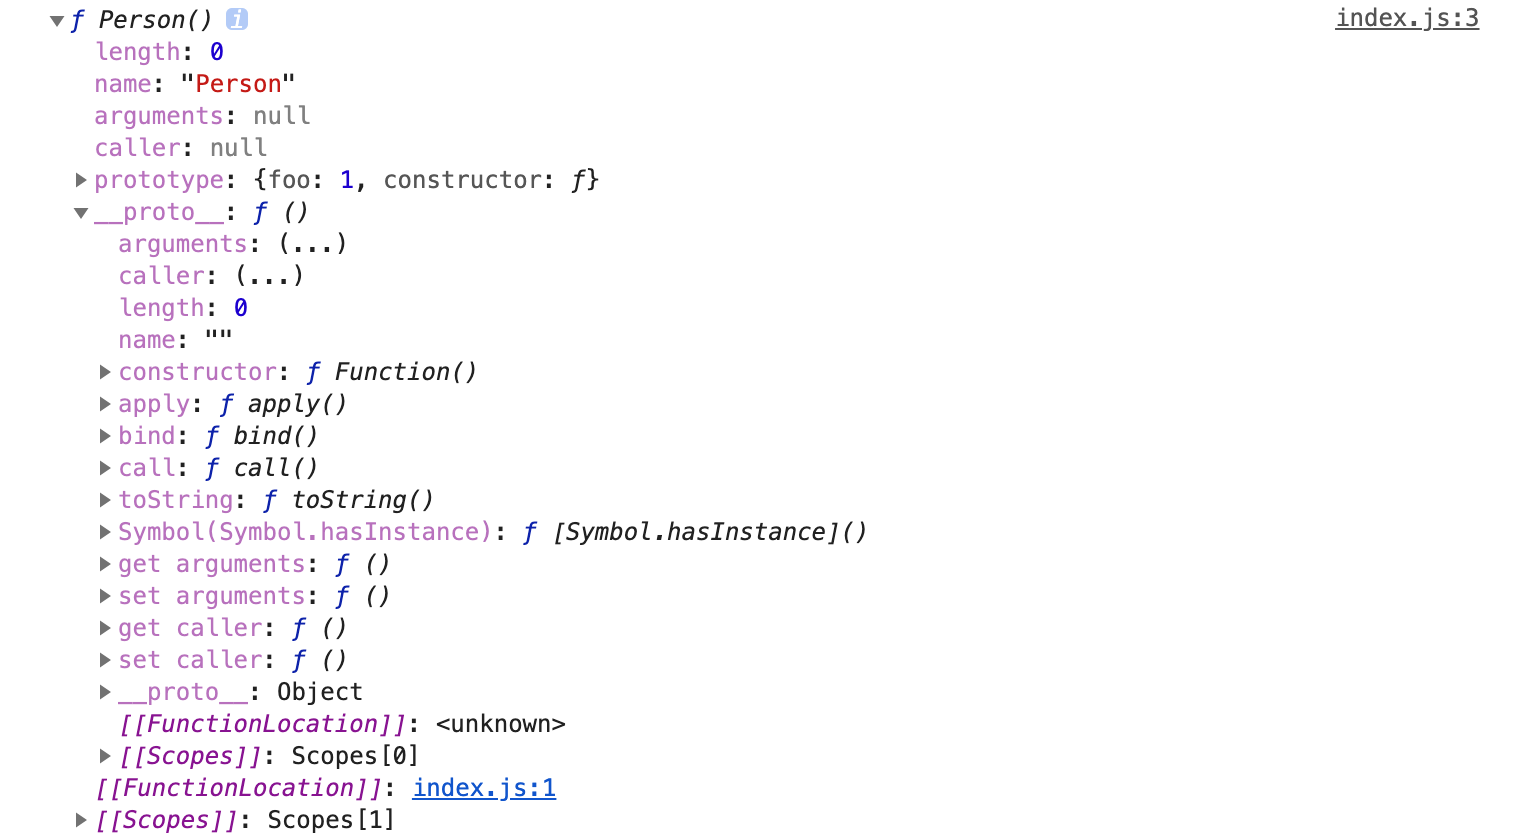 ▼ƒ Person() i index.js:3
length: 0
name: "Person"
arguments: null
caller: null
▶prototype: {foo: 1, constructor: ƒ}
▼__proto__: ƒ ()
arguments: (...)
caller: (...)
length: 0
name: ""
▶constructor: ƒ Function()
▶apply: ƒ apply()
▶bind: ƒ bind()
▶call: ƒ call()
▶toString: ƒ toString()
▶Symbol(Symbol.hasInstance): ƒ [Symbol.hasInstance]()
▶get arguments: ƒ ()
▶set arguments: ƒ ()
▶get caller: ƒ ()
▶set caller: ƒ ()
▶__proto__: Object
[[FunctionLocation]]: <unknown>
▶[[Scopes]]: Scopes[0]
[[FunctionLocation]]: index.js:1
▶[[Scopes]]: Scopes[1]